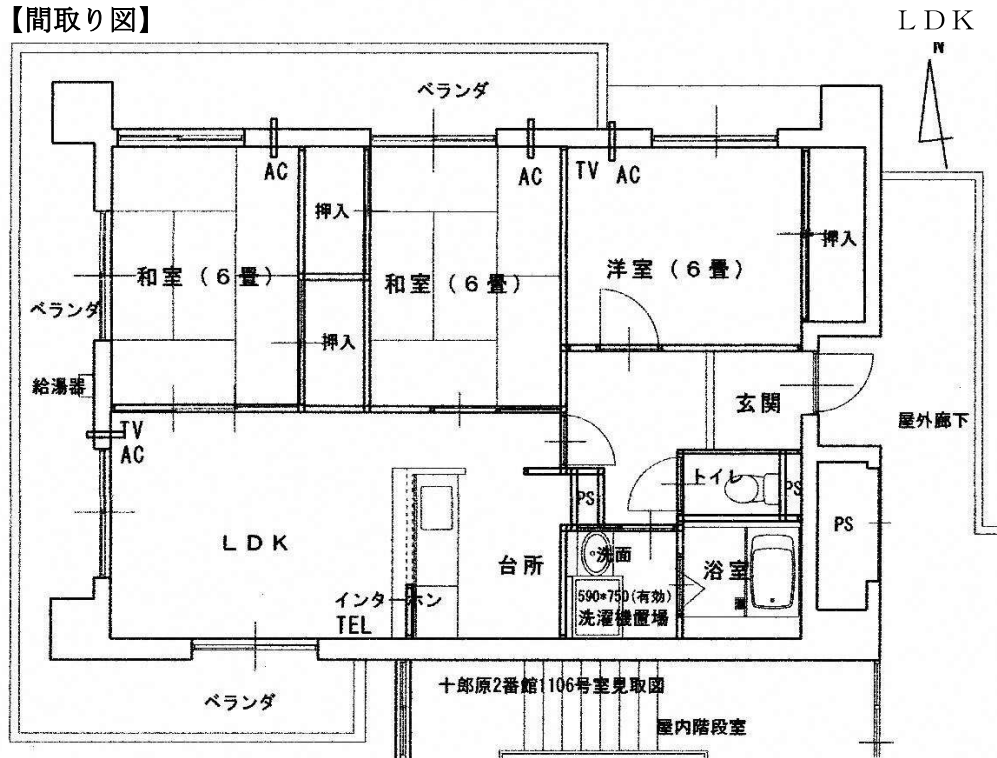 【間取り図】
LDK
N
ベランダ
AC
AC
TV AC
押入
押入
和室（6畳）
和室（6畳）
洋室（6畳）
押入
ベランダ
給湯器
玄関
屋外廊下
TV
AC
トイレ
PS
PS
PS
LDK
台所
洗面
浴室
590*750(有効)
洗濯機置場
インターホン
TEL
十郎原2番館1106号室見取図
ベランダ
屋内階段室